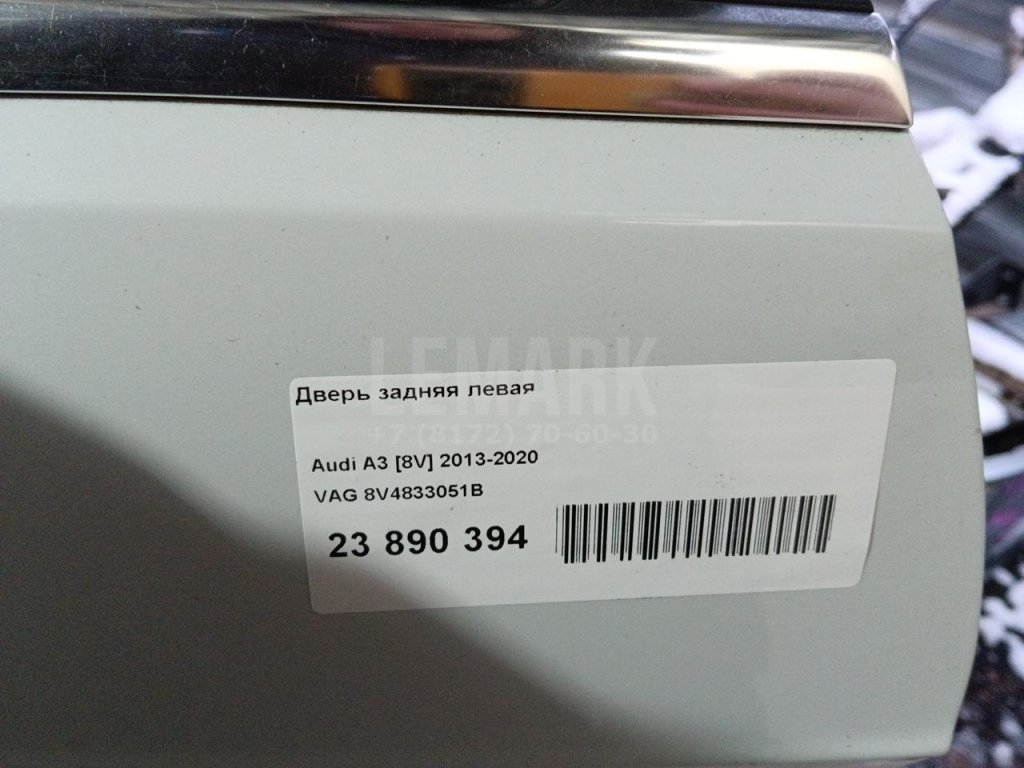 LEMARK
Дверь задняя левая
+7 (8172) 20-60-30
Audi A3 [8V] 2013-2020
VAG 8V4833051B
23 890 394